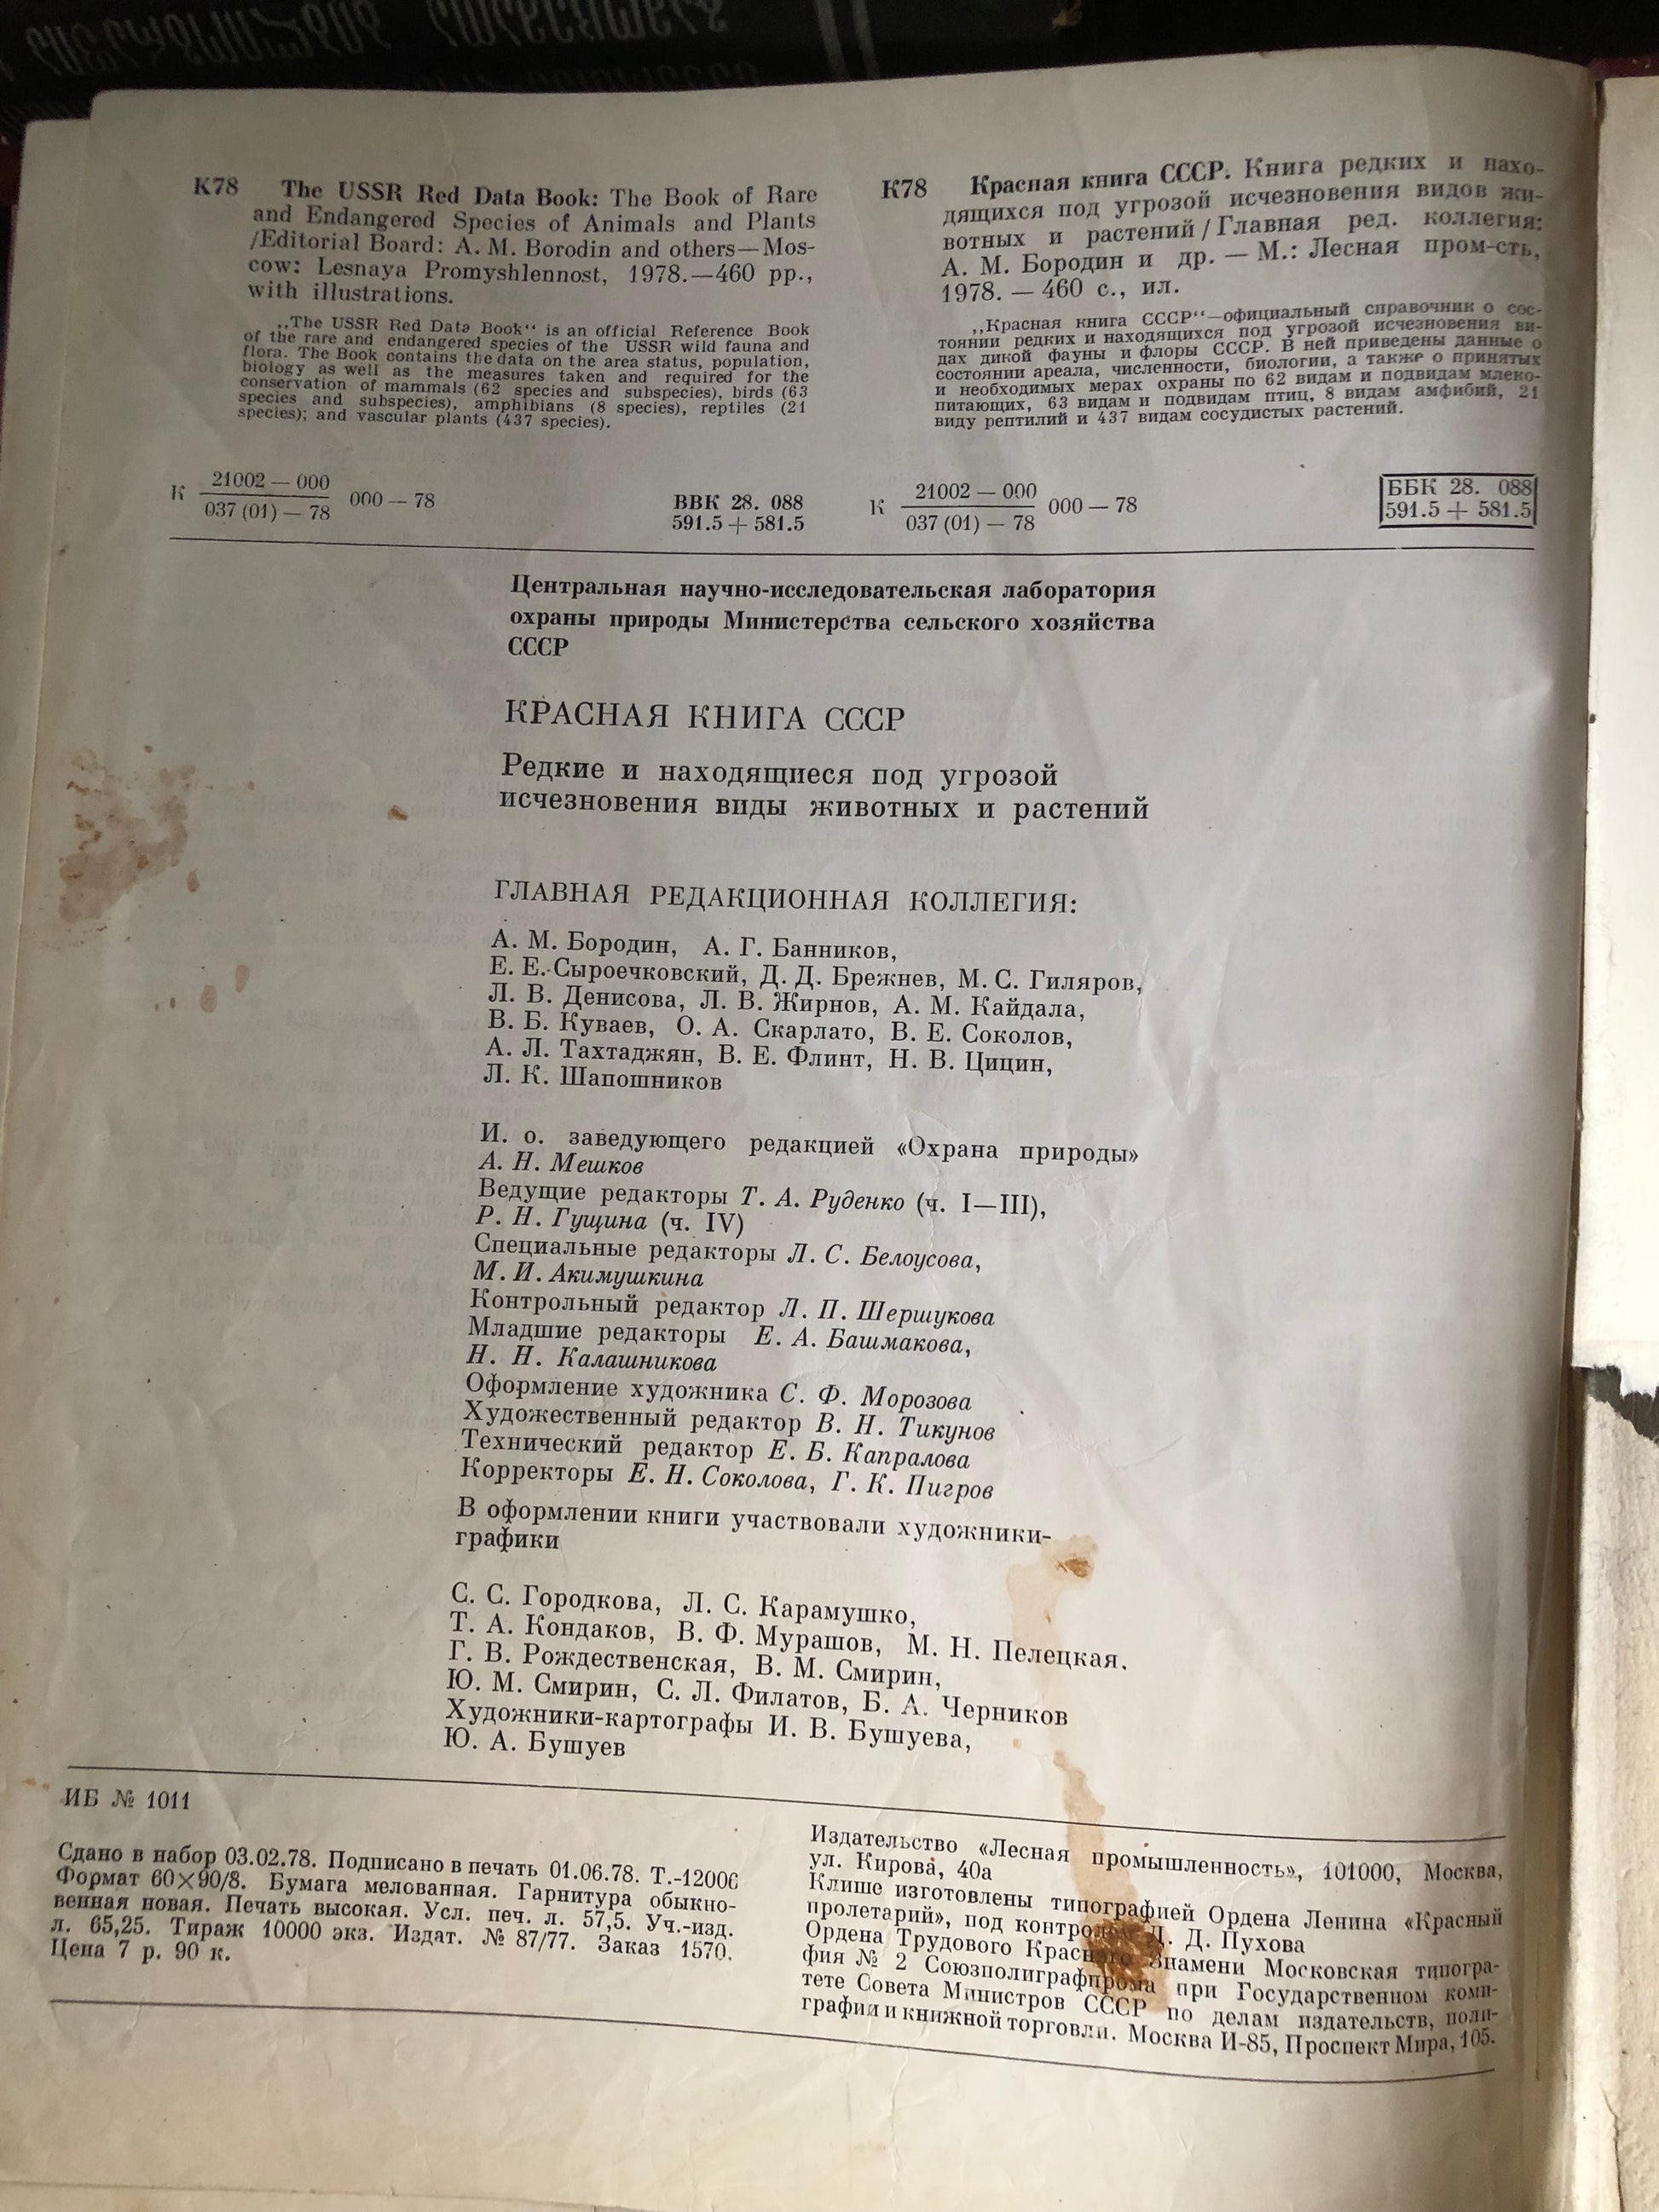 К78 The USSR Red Data Book: The Book of Rare
and Endangered Species of Animals and Plants
/Editorial Board: A. M. Borodin and others—Mos-
cow: Lesnaya Promyshlennost, 1978.—460 pp.,
with illustrations.
,,The USSR Red Data Book“ is an official Reference Book
of the rare and endangered species of the USSR wild fauna and
flora. The Book contains the data on the area status, population,
biology as well as the measures taken and required for the
conservation of mammals (62 species and subspecies), birds (63
species and subspecies), amphibians (8 species), reptiles (21
species); and vascular plants (437 species).
К 21002 — 000
037 (01) — 78 000 — 78
BBK 28. 088
591.5 + 581.5
К78 Красная книга СССР. Книга редких и нахо-
дящихся под угрозой исчезновения видов жи-
вотных и растений / Главная ред. коллегия:
А. М. Бородин и др. — М.: Лесная пром-сть,
1978. — 460 с., ил.
,,Красная книга СССР“—официальный справочник о сос-
тоянии редких и находящихся под угрозой исчезновения ви-
дах дикой фауны и флоры СССР. В ней приведены данные о
состоянии ареала, численности, биологии, а также о принятых
и необходимых мерах охраны по 62 видам и подвидам млеко-
питающих, 63 видам и подвидам птиц, 8 видам амфибий, 21
виду рептилий и 437 видам сосудистых растений.
К 21002 — 000
037 (01) — 78 000 — 78
ББК 28. 088
591.5 + 581.5
Центральная научно-исследовательская лаборатория
охраны природы Министерства сельского хозяйства
СССР
КРАСНАЯ КНИГА СССР
Редкие и находящиеся под угрозой
исчезновения виды животных и растений
ГЛАВНАЯ РЕДАКЦИОННАЯ КОЛЛЕГИЯ:
А. М. Бородин, А. Г. Банников,
Е. Е. Сыроечковский, Д. Д. Брежнев, М. С. Гиляров,
Л. В. Денисова, Л. В. Жирнов, А. М. Кайдала,
В. Б. Куваев, О. А. Скарлато, В. Е. Соколов,
А. Л. Тахтаджян, В. Е. Флинт, Н. В. Цицин,
Л. К. Шапошников
И. о. заведующего редакцией «Охрана природы»
А. Н. Мешков
Ведущие редакторы Т. А. Руденко (ч. I—III),
Р. Н. Гущина (ч. IV)
Специальные редакторы Л. С. Белоусова,
М. И. Акимушкина
Контрольный редактор Л. П. Шершукова
Младшие редакторы Е. А. Башмакова,
Н. Н. Калашникова
Оформление художника С. Ф. Морозова
Художественный редактор В. Н. Тикунов
Технический редактор Е. Б. Капралова
Корректоры Е. Н. Соколова, Г. К. Пигров
В оформлении книги участвовали художники-
графики
С. С. Городкова, Л. С. Карамушко,
Т. А. Кондаков, В. Ф. Мурашов, М. Н. Пелецкая.
Г. В. Рождественская, В. М. Смирин,
Ю. М. Смирин, С. Л. Филатов, Б. А. Черников
Художники-картографы И. В. Бушуева,
Ю. А. Бушуев
ИБ № 1011
Сдано в набор 03.02.78. Подписано в печать 01.06.78. Т.-12006
Формат 60×90/8. Бумага мелованная. Гарнитура обыкно-
венная новая. Печать высокая. Усл. печ. л. 57,5. Уч.-изд.
л. 65,25. Тираж 10000 экз. Издат. № 87/77. Заказ 1570.
Цена 7 р. 90 к.
Издательство «Лесная промышленность», 101000, Москва,
ул. Кирова, 40а
Клише изготовлены типографией Ордена Ленина «Красный
пролетарий», под контролем Д. Д. Пухова
Ордена Трудового Красного Знамени Московская типогра-
фия № 2 Союзполиграфпрома при Государственном коми-
тете Совета Министров СССР по делам издательств, поли-
графии и книжной торговли. Москва И-85, Проспект Мира, 105.